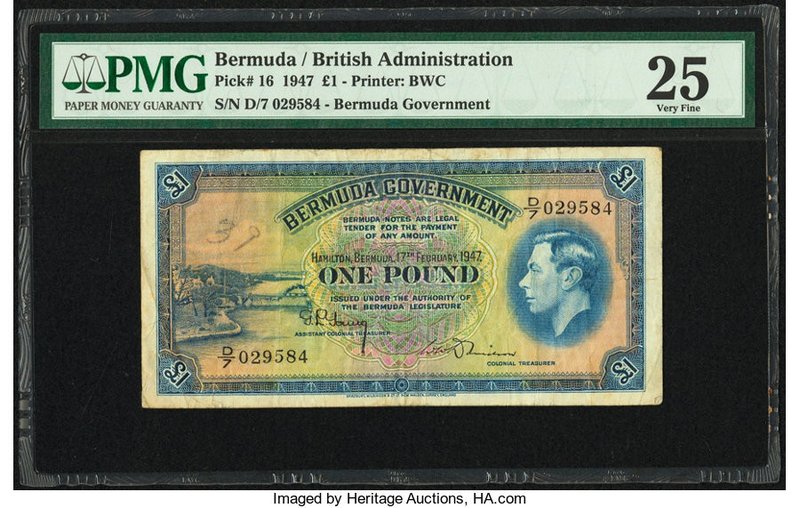 PMG
PAPER MONEY GUARANTY
Bermuda / British Administration
Pick# 16 1947 £1 - Printer: BWC
S/N D/7 029584 - Bermuda Government
25
Very Fine
£1
£1
BERMUDA GOVERNMENT
D/7 029584
BERMUDA NOTES ARE LEGAL
TENDER FOR THE PAYMENT
OF ANY AMOUNT.
37
HAMILTON, BERMUDA, 17TH FEBRUARY, 1947.
ONE POUND
ISSUED UNDER THE AUTHORITY OF
THE BERMUDA LEGISLATURE
ASSISTANT COLONIAL TREASURER
D/7 029584
COLONIAL TREASURER
£1
£1
Imaged by Heritage Auctions, HA.com